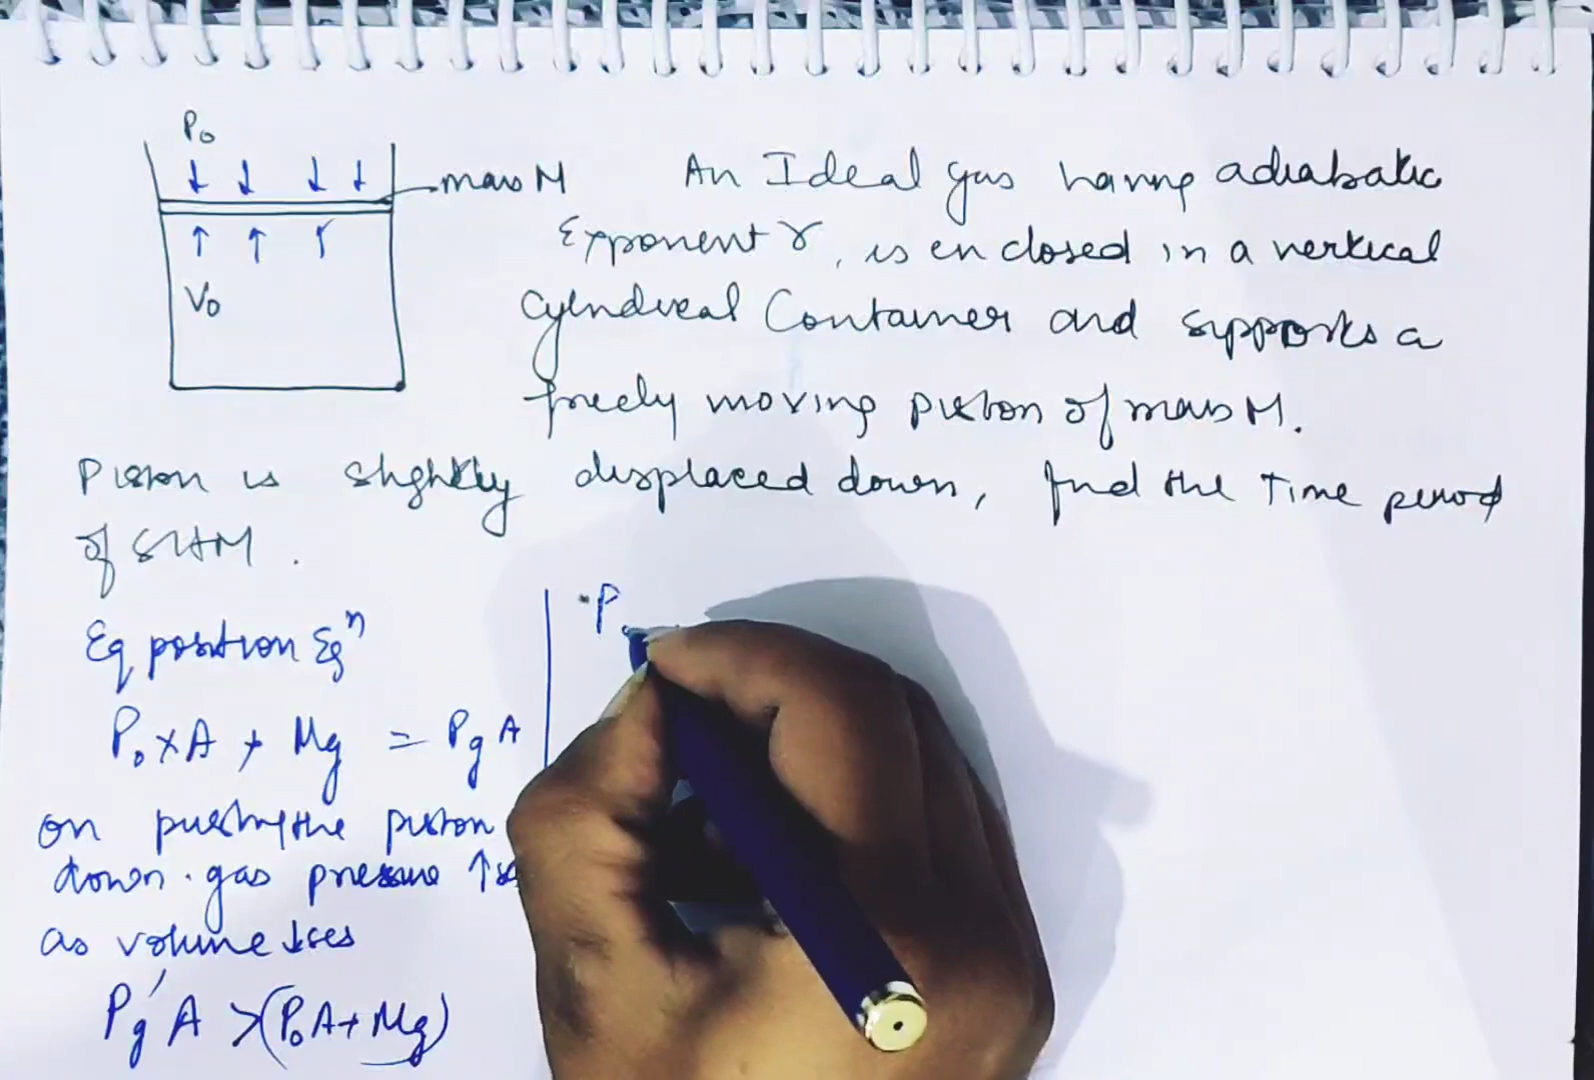 P₀
mass M
V₀
An Ideal gas having adiabatic
Exponent γ, is enclosed in a vertical
Cylindrical Container and supports a
freely moving piston of mass M.
Piston is slightly displaced down, find the Time period
of SHM.
Eq position Eqⁿ
P₀ × A + Mg = Pg A
on pushing the piston
down. gas pressure ↑se
as volume ↓ses
Pg' A > (P₀A + Mg)
P